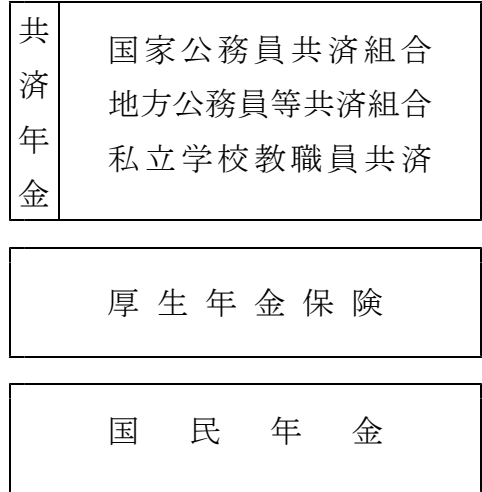 共済年金
国家公務員共済組合
地方公務員等共済組合
私立学校教職員共済
厚生年金保険
国民年金